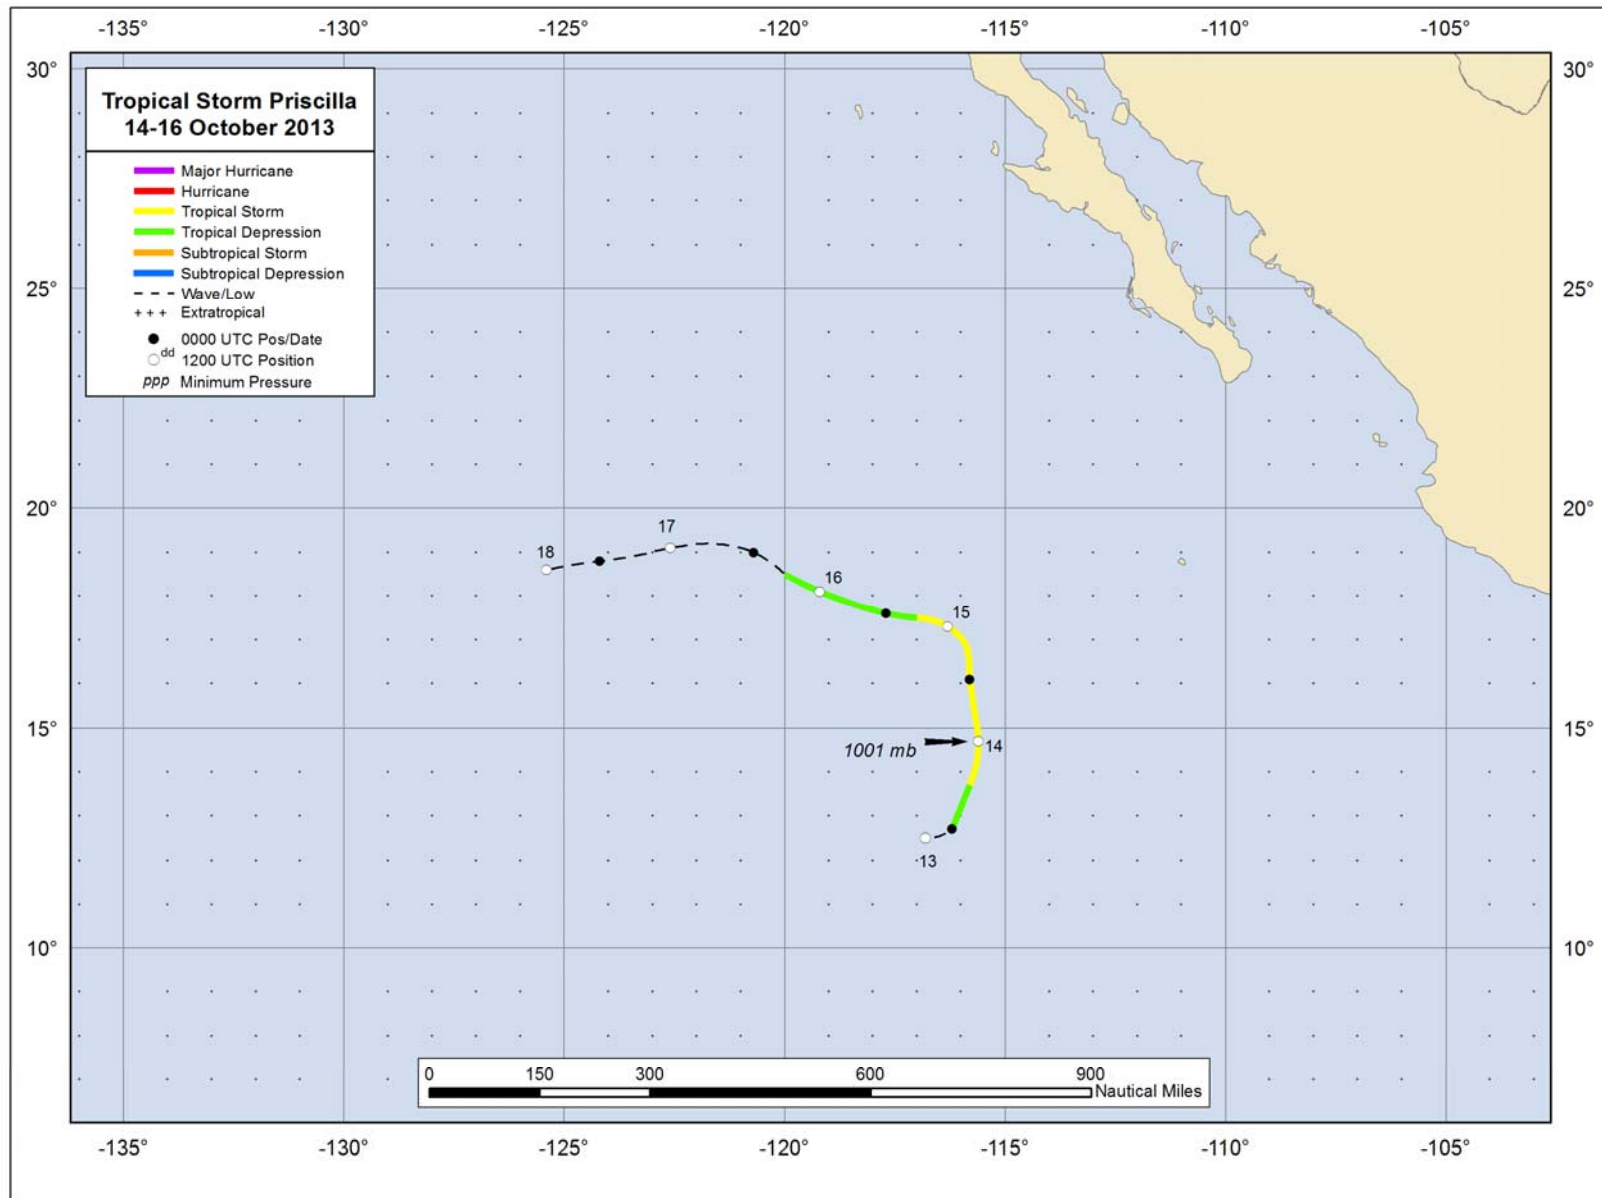 -135° -130° -125° -120° -115° -110° -105°
30° 30°
Tropical Storm Priscilla
14-16 October 2013
Major Hurricane
Hurricane
Tropical Storm
Tropical Depression
Subtropical Storm
Subtropical Depression
Wave/Low
+++ Extratropical
0000 UTC Pos/Date
dd
1200 UTC Position
ppp Minimum Pressure
25° 25°
20° 20°
18 17 16 15
15° 15°
1001 mb 14
13
10° 10°
0 150 300 600 900
Nautical Miles
-135° -130° -125° -120° -115° -110° -105°